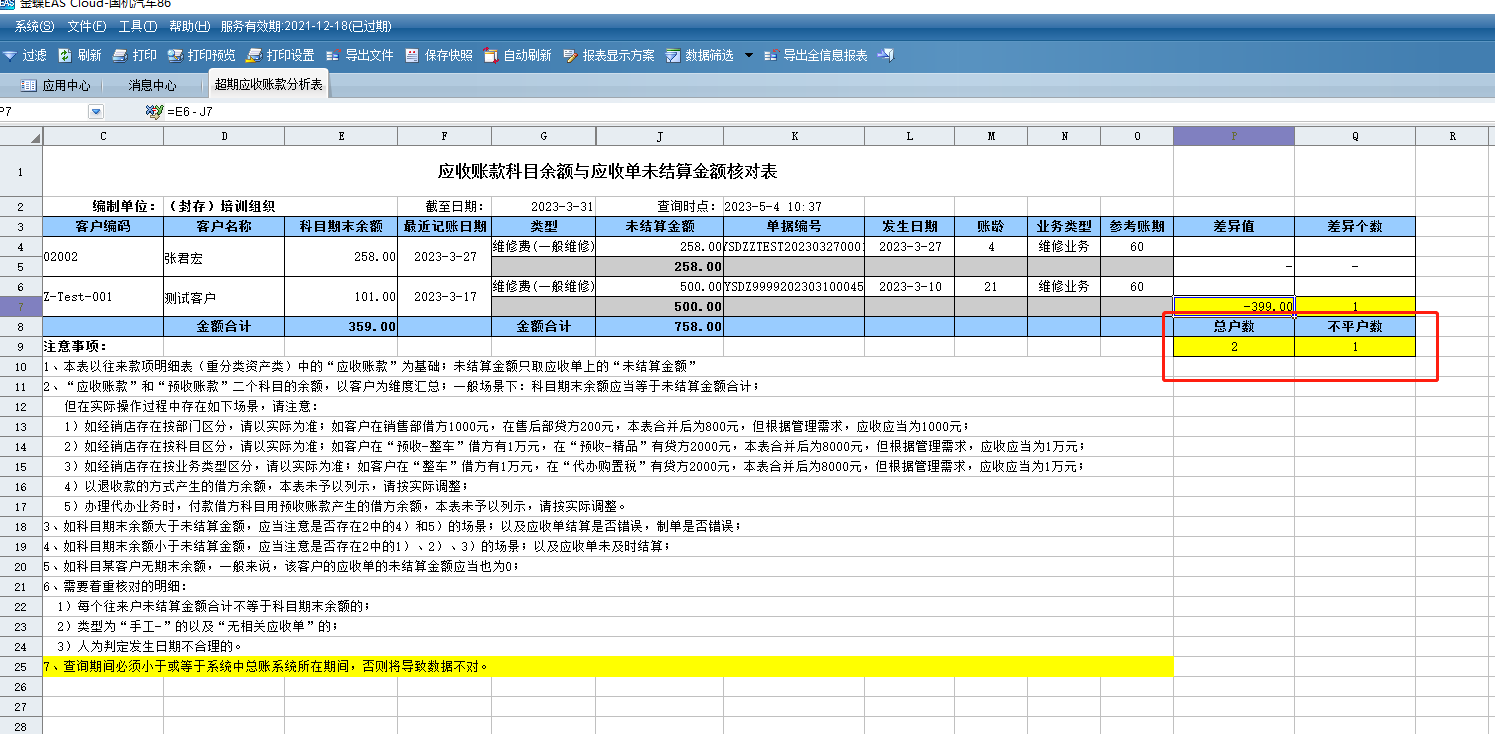 金蝶EAS Cloud-国机汽车86
系统(S) 文件(F) 工具(T) 帮助(H) 服务有效期:2021-12-18(已过期)
过滤 刷新 打印 打印预览 打印设置 导出文件 保存快照 自动刷新 报表显示方案 数据筛选 导出全信息报表
应用中心 消息中心 超期应收账款分析表
P7 =E6 - J7
C D E F G J K L M N O P Q R
1 应收账款科目余额与应收单未结算金额核对表
2 编制单位: (封存)培训组织 截至日期: 2023-3-31 查询时点: 2023-5-4 10:37
3 客户编码 客户名称 科目期末余额 最近记账日期 类型 未结算金额 单据编号 发生日期 账龄 业务类型 参考账期 差异值 差异个数
4 02002 张君宏 258.00 2023-3-27 维修费(一般维修) 258.00 YSDZZTEST20230327000 2023-3-27 4 维修业务 60
5 258.00 - -
6 Z-Test-001 测试客户 101.00 2023-3-17 维修费(一般维修) 500.00 YSDZ9999202303100045 2023-3-10 21 维修业务 60
7 500.00 -399.00 1
8 金额合计 359.00 金额合计 758.00 总户数 不平户数
9 注意事项: 2 1
10 1、本表以往来款项明细表(重分类资产类)中的“应收账款”为基础;未结算金额只取应收单上的“未结算金额”
11 2、“应收账款”和“预收账款”二个科目的余额,以客户为维度汇总;一般场景下:科目期末余额应当等于未结算金额合计;
12 但在实际操作过程中存在如下场景,请注意:
13 1)如经销店存在按部门区分,请以实际为准;如客户在销售部借方1000元,在售后部贷方200元,本表合并后为800元,但根据管理需求,应收应当为1000元;
14 2)如经销店存在按科目区分,请以实际为准;如客户在“预收-整车”借方有1万元,在“预收-精品”有贷方2000元,本表合并后为8000元,但根据管理需求,应收应当为1万元;
15 3)如经销店存在按业务类型区分,请以实际为准;如客户在“整车”借方有1万元,在“代办购置税”有贷方2000元,本表合并后为8000元,但根据管理需求,应收应当为1万元;
16 4)以退收款的方式产生的借方余额,本表未予以列示,请按实际调整;
17 5)办理代办业务时,付款借方科目用预收账款产生的借方余额,本表未予以列示,请按实际调整。
18 3、如科目期末余额大于未结算金额,应当注意是否存在2中的4)和5)的场景;以及应收单结算是否错误,制单是否错误;
19 4、如科目期末余额小于未结算金额,应当注意是否存在2中的1)、2)、3)的场景;以及应收单未及时结算;
20 5、如科目某客户无期末余额,一般来说,该客户的应收单的未结算金额应当也为0;
21 6、需要着重核对的明细:
22 1)每个往来户未结算金额合计不等于科目期末余额的;
23 2)类型为“手工-”的以及“无相关应收单”的;
24 3)人为判定发生日期不合理的。
25 7、查询期间必须小于或等于系统中总账系统所在期间,否则将导致数据不对。
26
27
28